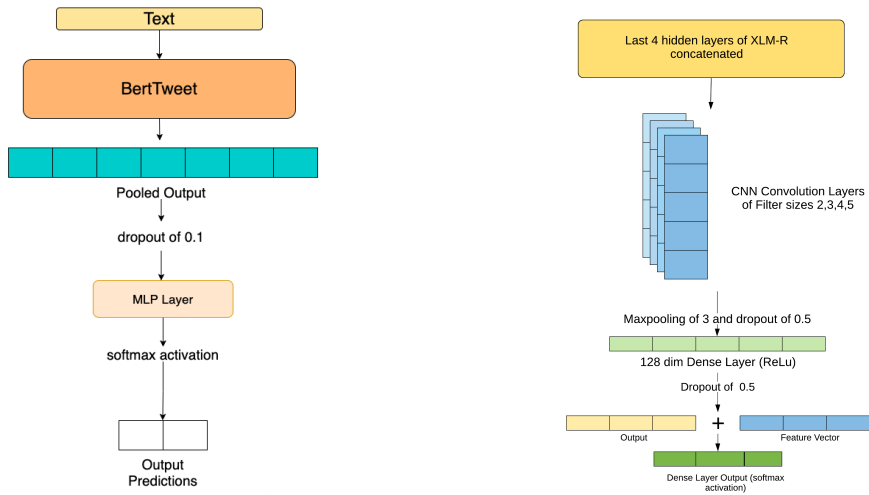 Text
BertTweet
Pooled Output
dropout of 0.1
MLP Layer
softmax activation
Output
Predictions
Last 4 hidden layers of XLM-R
concatenated
CNN Convolution Layers
of Filter sizes 2,3,4,5
Maxpooling of 3 and dropout of 0.5
128 dim Dense Layer (ReLu)
Dropout of 0.5
+
Output
Feature Vector
Dense Layer Output (softmax
activation)